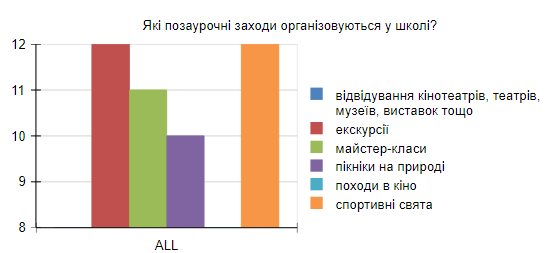 Які позаурочні заходи організовуються у школі?
12
11
10
9
8
ALL
відвідування кінотеатрів, театрів,
музеїв, виставок тощо
екскурсії
майстер-класи
пікніки на природі
походи в кіно
спортивні свята